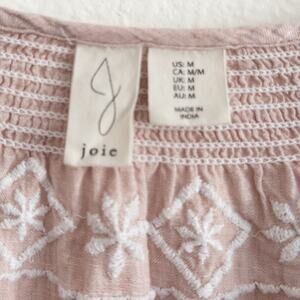 J
joie
US: M
CA: M/M
UK: M
EU: M
AU: M
MADE IN
INDIA